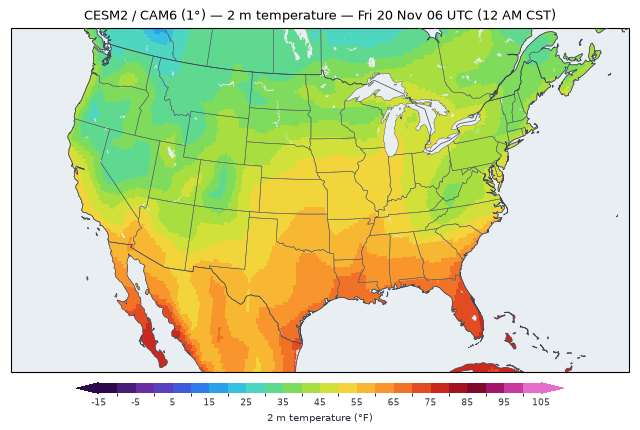 CESM2 / CAM6 (1°) — 2 m temperature — Fri 20 Nov 06 UTC (12 AM CST)
-15 -5 5 15 25 35 45 55 65 75 85 95 105
2 m temperature (°F)